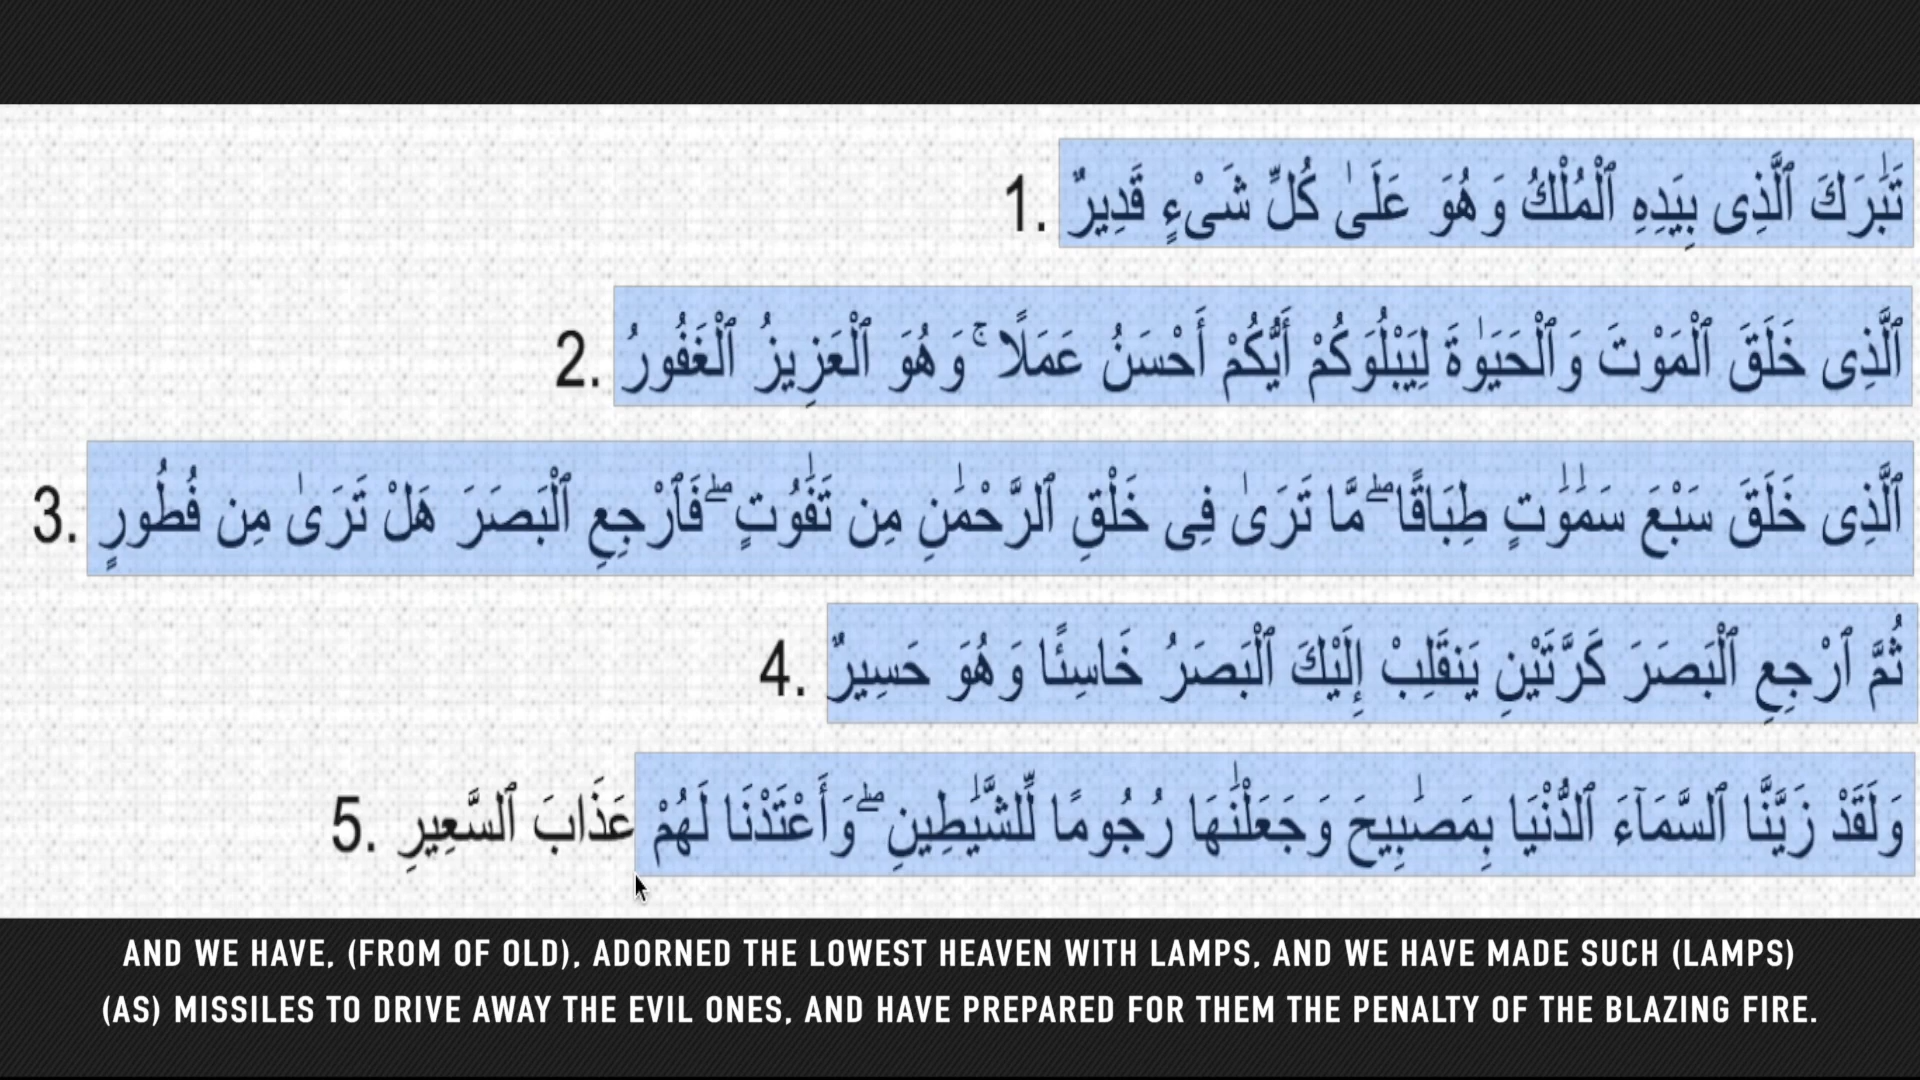 1. تَبَٰرَكَ ٱلَّذِى بِيَدِهِ ٱلْمُلْكُ وَهُوَ عَلَىٰ كُلِّ شَىْءٍ قَدِيرٌ
2. ٱلَّذِى خَلَقَ ٱلْمَوْتَ وَٱلْحَيَوٰةَ لِيَبْلُوَكُمْ أَيُّكُمْ أَحْسَنُ عَمَلًا ۚ وَهُوَ ٱلْعَزِيزُ ٱلْغَفُورُ
3. ٱلَّذِى خَلَقَ سَبْعَ سَمَٰوَٰتٍ طِبَاقًا ۖ مَّا تَرَىٰ فِى خَلْقِ ٱلرَّحْمَٰنِ مِن تَفَٰوُتٍ ۖ فَٱرْجِعِ ٱلْبَصَرَ هَلْ تَرَىٰ مِن فُطُورٍ
4. ثُمَّ ٱرْجِعِ ٱلْبَصَرَ كَرَّتَيْنِ يَنقَلِبْ إِلَيْكَ ٱلْبَصَرُ خَاسِئًا وَهُوَ حَسِيرٌ
5. وَلَقَدْ زَيَّنَّا ٱلسَّمَآءَ ٱلدُّنْيَا بِمَصَٰبِيحَ وَجَعَلْنَٰهَا رُجُومًا لِّلشَّيَٰطِينِ ۖ وَأَعْتَدْنَا لَهُمْ عَذَابَ ٱلسَّعِيرِ
AND WE HAVE, (FROM OF OLD), ADORNED THE LOWEST HEAVEN WITH LAMPS, AND WE HAVE MADE SUCH (LAMPS)
(AS) MISSILES TO DRIVE AWAY THE EVIL ONES, AND HAVE PREPARED FOR THEM THE PENALTY OF THE BLAZING FIRE.